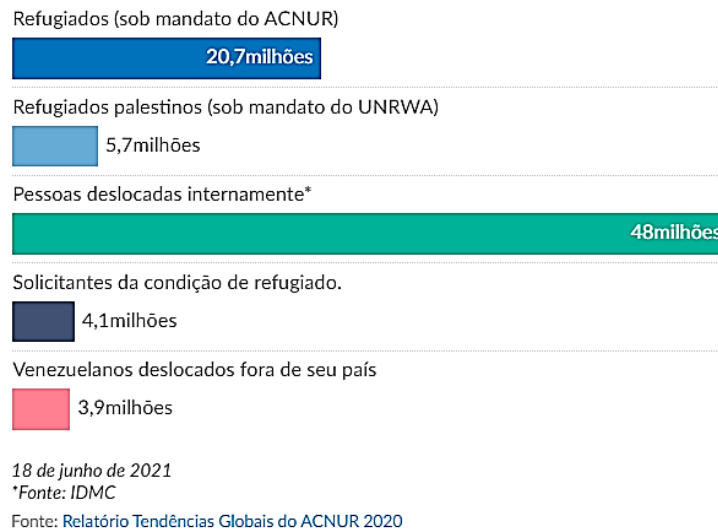 Refugiados (sob mandato do ACNUR)
20,7milhões
Refugiados palestinos (sob mandato do UNRWA)
5,7milhões
Pessoas deslocadas internamente*
48milhões
Solicitantes da condição de refugiado.
4,1milhões
Venezuelanos deslocados fora de seu país
3,9milhões
18 de junho de 2021
*Fonte: IDMC
Fonte: Relatório Tendências Globais do ACNUR 2020